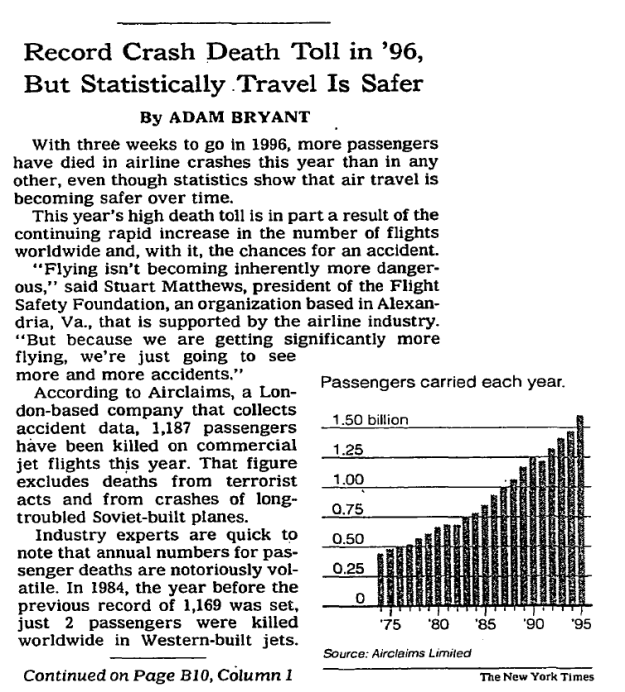 Record Crash Death Toll in '96,
But Statistically Travel Is Safer
By ADAM BRYANT
With three weeks to go in 1996, more passengers
have died in airline crashes this year than in any
other, even though statistics show that air travel is
becoming safer over time.
This year's high death toll is in part a result of the
continuing rapid increase in the number of flights
worldwide and, with it, the chances for an accident.
"Flying isn't becoming inherently more danger-
ous," said Stuart Matthews, president of the Flight
Safety Foundation, an organization based in Alexan-
dria, Va., that is supported by the airline industry.
"But because we are getting significantly more
flying, we're just going to see
more and more accidents."
According to Airclaims, a Lon-
don-based company that collects
accident data, 1,187 passengers
have been killed on commercial
jet flights this year. That figure
excludes deaths from terrorist
acts and from crashes of long-
troubled Soviet-built planes.
Industry experts are quick to
note that annual numbers for pas-
senger deaths are notoriously vol-
atile. In 1984, the year before the
previous record of 1,169 was set,
just 2 passengers were killed
worldwide in Western-built jets.
Continued on Page B10, Column 1
Passengers carried each year.
1.50 billion
1.25
1.00
0.75
0.50
0.25
0
'75 '80 '85 '90 '95
Source: Airclaims Limited
The New York Times